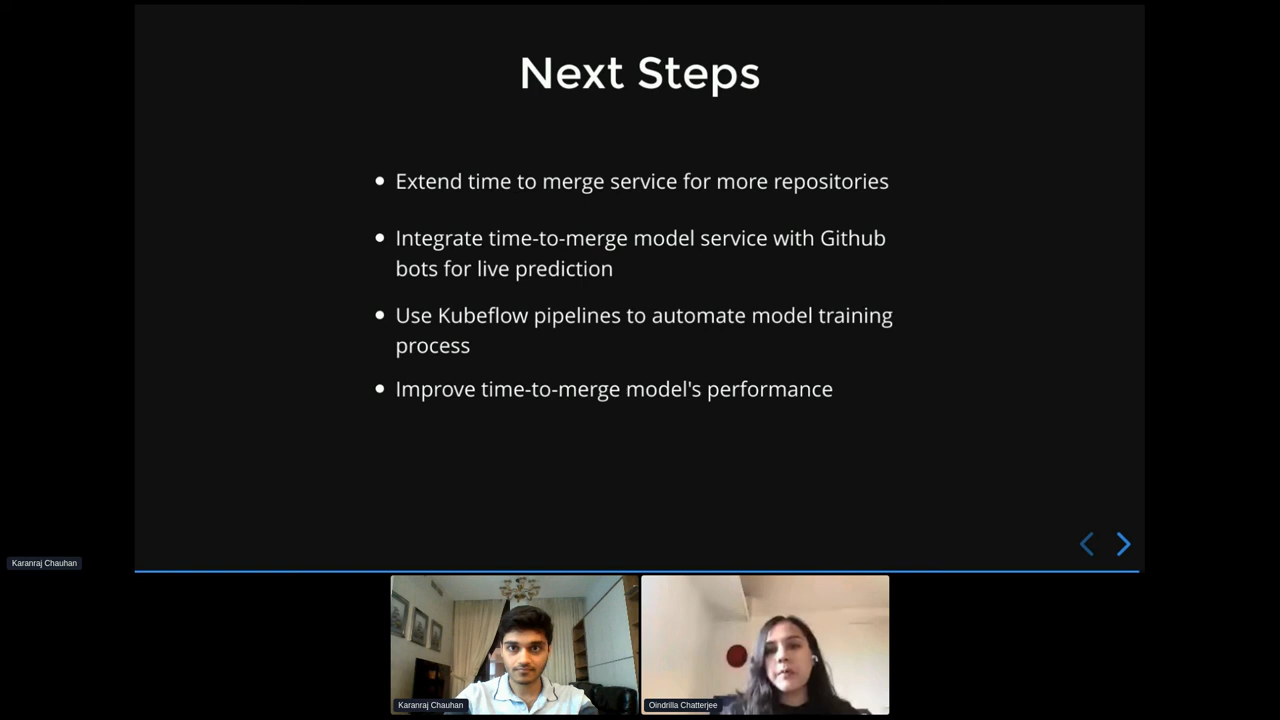 Next Steps
Extend time to merge service for more repositories
Integrate time-to-merge model service with Github
bots for live prediction
Use Kubeflow pipelines to automate model training
process
Improve time-to-merge model's performance
Karanraj Chauhan
Karanraj Chauhan
Oindrilla Chatterjee